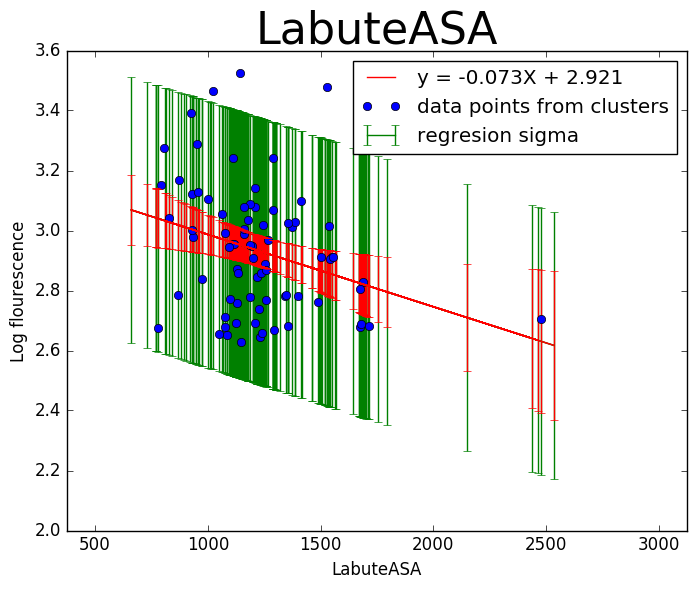 LabuteASA
y = -0.073X + 2.921
data points from clusters
regresion sigma
Log flourescence
3.6
3.4
3.2
3.0
2.8
2.6
2.4
2.2
2.0
500 1000 1500 2000 2500 3000
LabuteASA